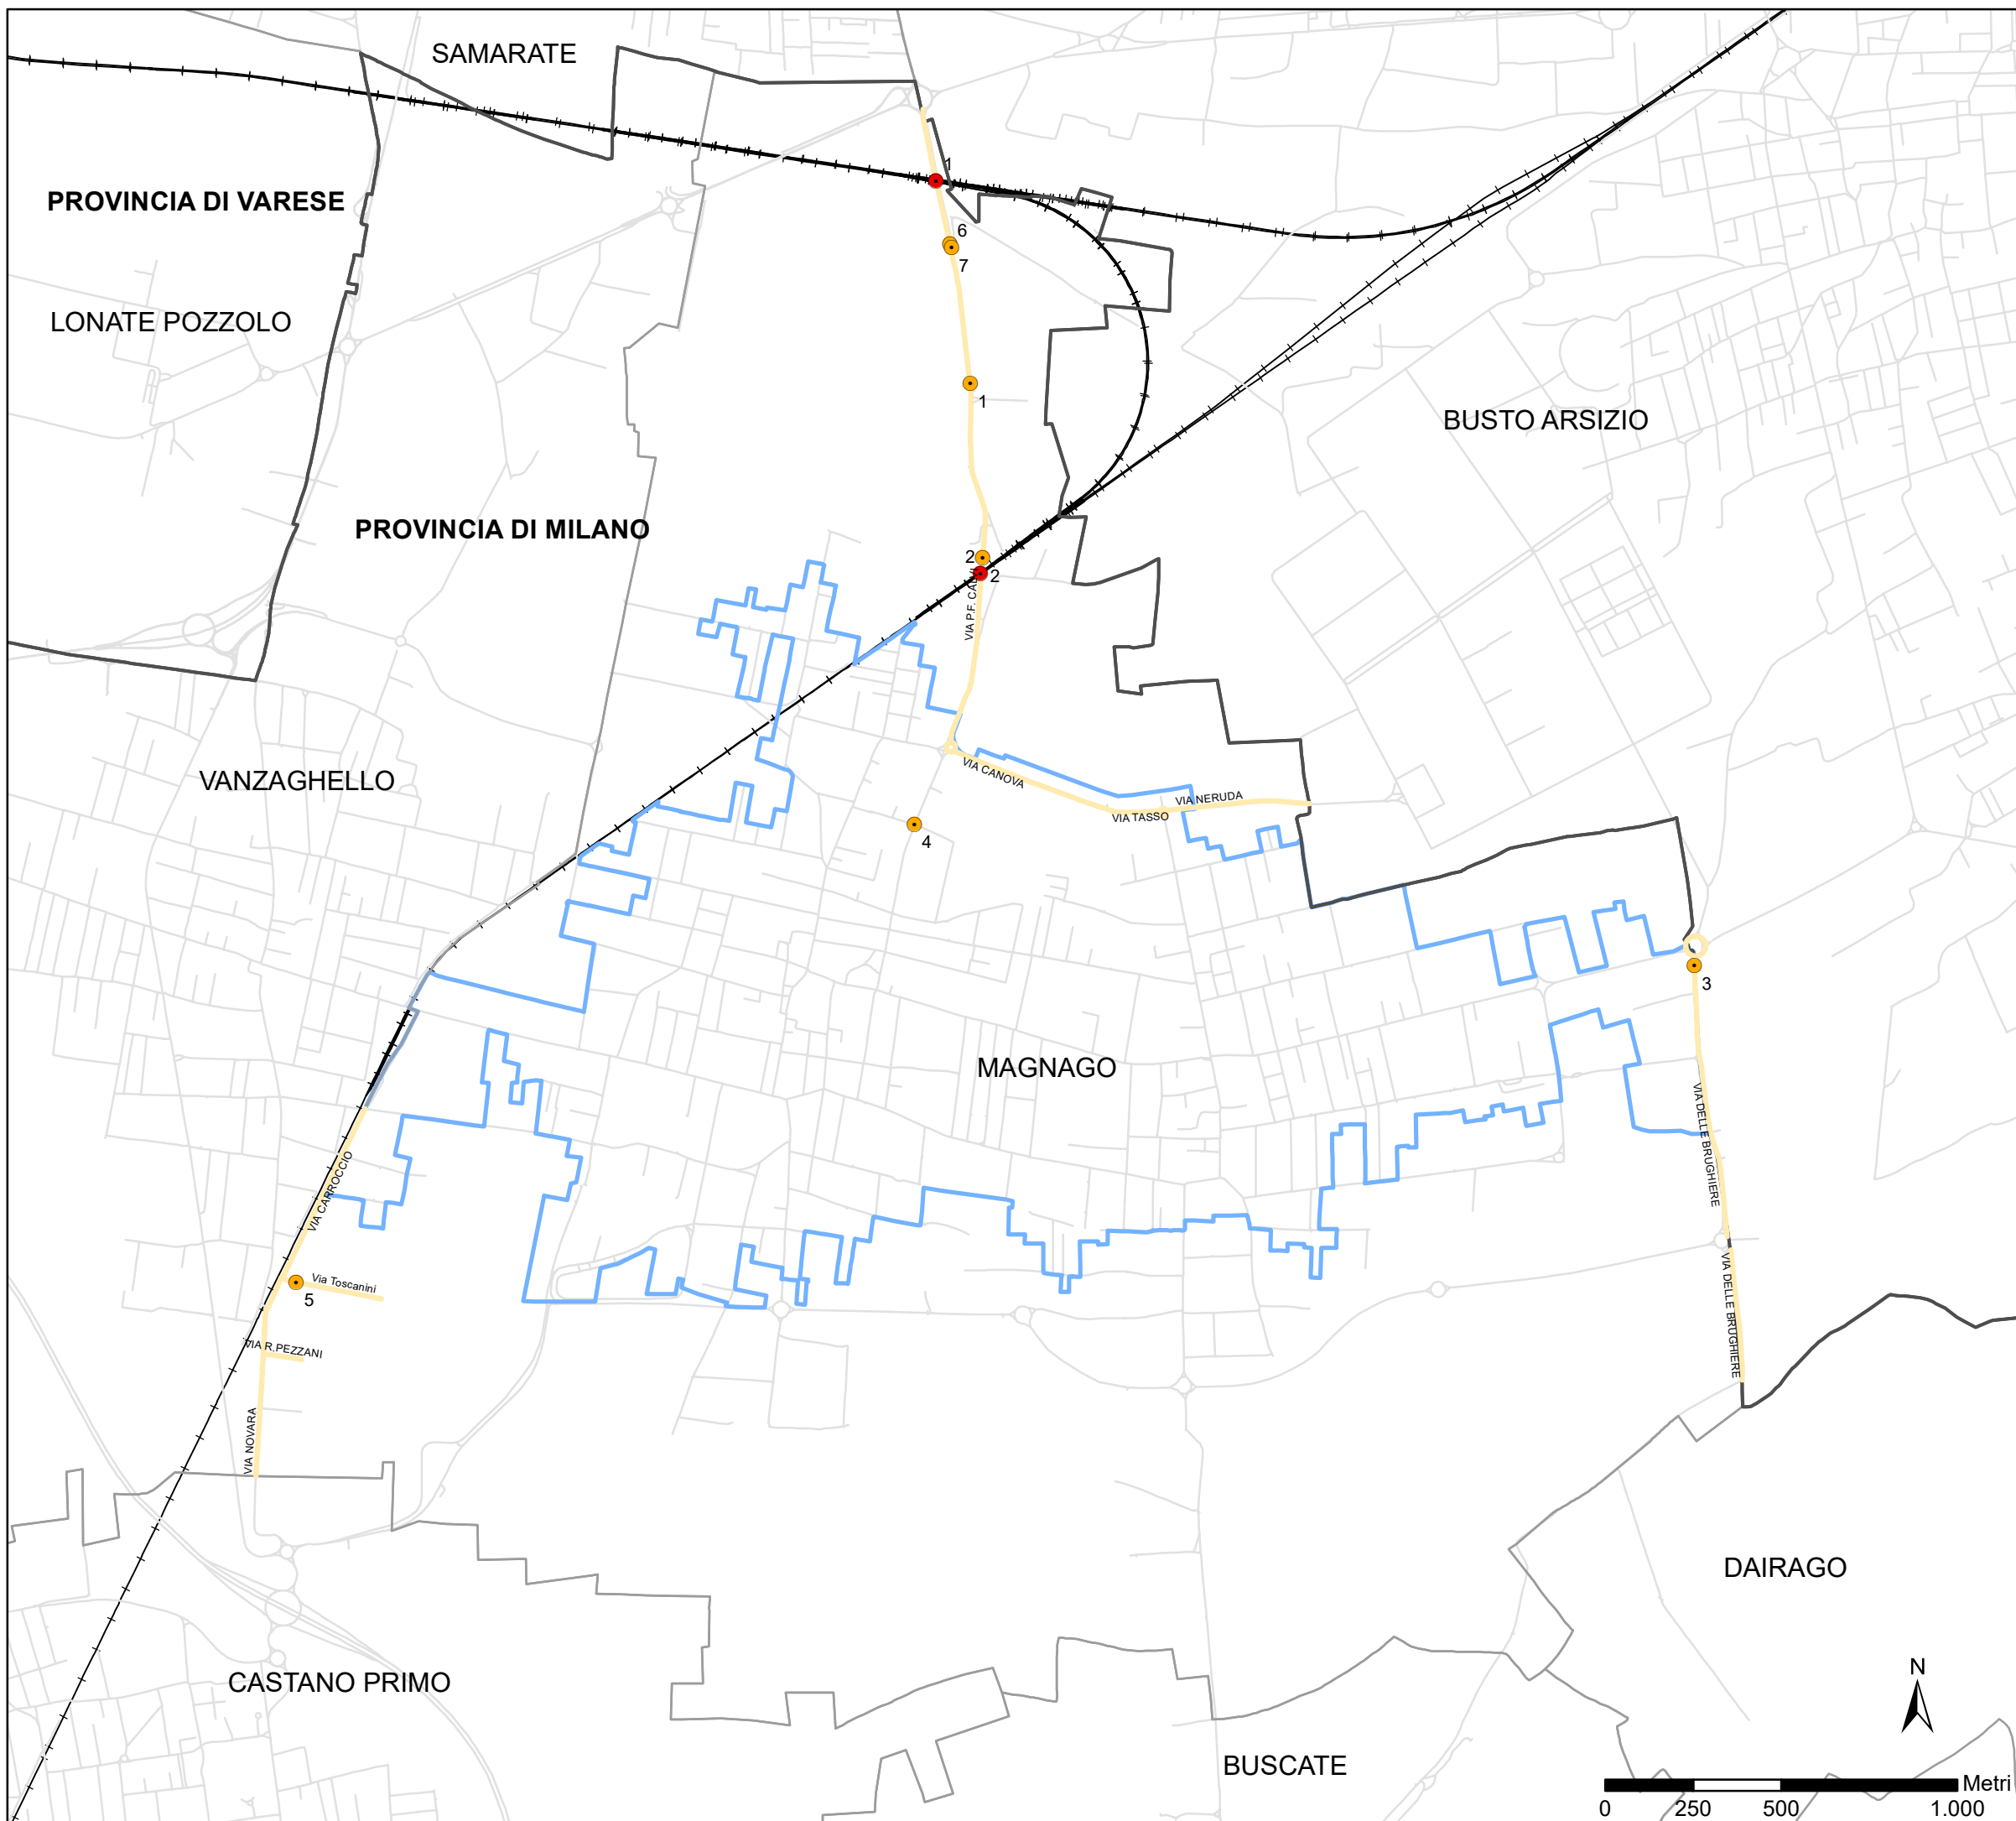 SAMARATE
1
PROVINCIA DI VARESE
6
7
LONATE POZZOLO
1
BUSTO ARSIZIO
PROVINCIA DI MILANO
2
2
VANZAGHELLO
VIA CANOVA
VIA NERUDA
VIA TASSO
4
3
MAGNAGO
VIA DELLE BRUGHIERE
VIA CARROCCIO
Via Toscanini
5
VIA DELLE BRUGHIERE
VIA R.PEZZANI
VIA NOVARA
DAIRAGO
CASTANO PRIMO
N
BUSCATE
Metri
0 250 500 1.000